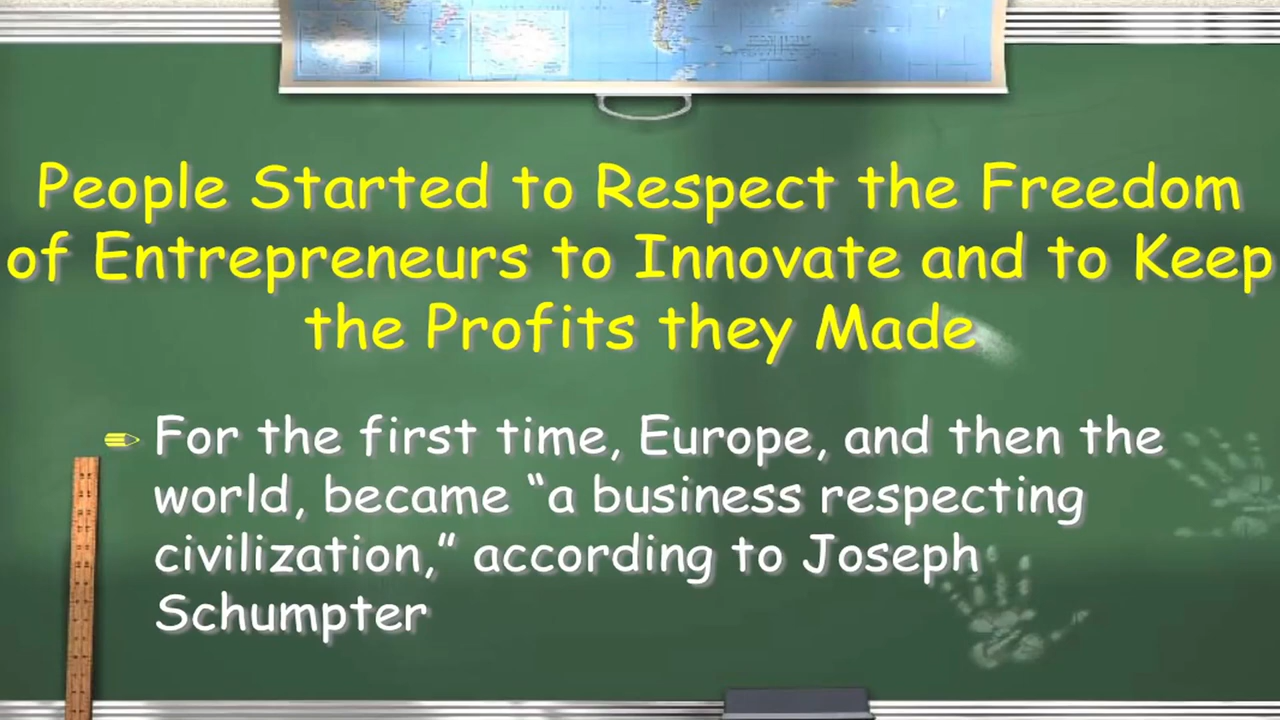 People Started to Respect the Freedom
of Entrepreneurs to Innovate and to Keep
the Profits they Made
For the first time, Europe, and then the
world, became “a business respecting
civilization,” according to Joseph
Schumpter